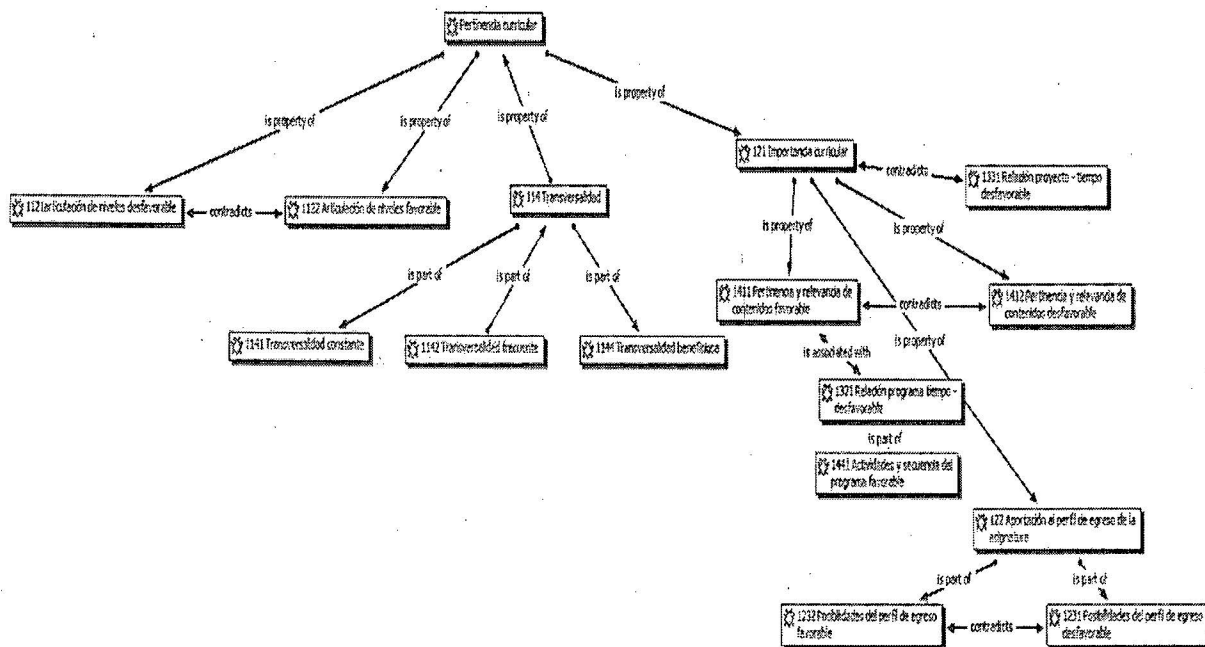 Pertinencia curricular
is property of
is property of
is property of
is property of
121 Importancia curricular
contradicts
1331 Relación proyecto - tiempo
desfavorable
1121articulación de niveles desfavorable
contradicts
1122 Articulación de niveles favorable
114 Transversalidad
is property of
is property of
is part of
is part of
is part of
1411 Pertinencia y relevancia de
contenidos favorable
contradicts
1412 Pertinencia y relevancia de
contenidos desfavorable
is property of
1141 Transversalidad constante
1142 Transversalidad frecuente
1144 Transversalidad benefisiosa
is associated with
1321 Relación programa tiempo -
desfavorable
is part of
1441 Actividades y secuencia del
programa favorable
122 Aportación al perfil de egreso de la
asignatura
is part of
is part of
1232 Posibilidades del perfil de egreso
favorable
contradicts
1231 Posibilidades del perfil de egreso
desfavorable